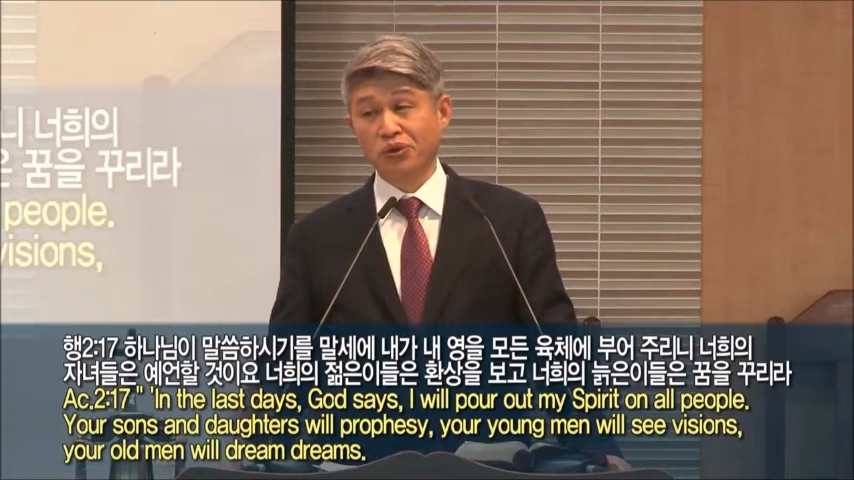 니 너희의
은 꿈을 꾸리라
people.
visions,
행2:17 하나님이 말씀하시기를 말세에 내가 내 영을 모든 육체에 부어 주리니 너희의
자녀들은 예언할 것이요 너희의 젊은이들은 환상을 보고 너희의 늙은이들은 꿈을 꾸리라
Ac.2:17 " 'In the last days, God says, I will pour out my Spirit on all people.
Your sons and daughters will prophesy, your young men will see visions,
your old men will dream dreams.